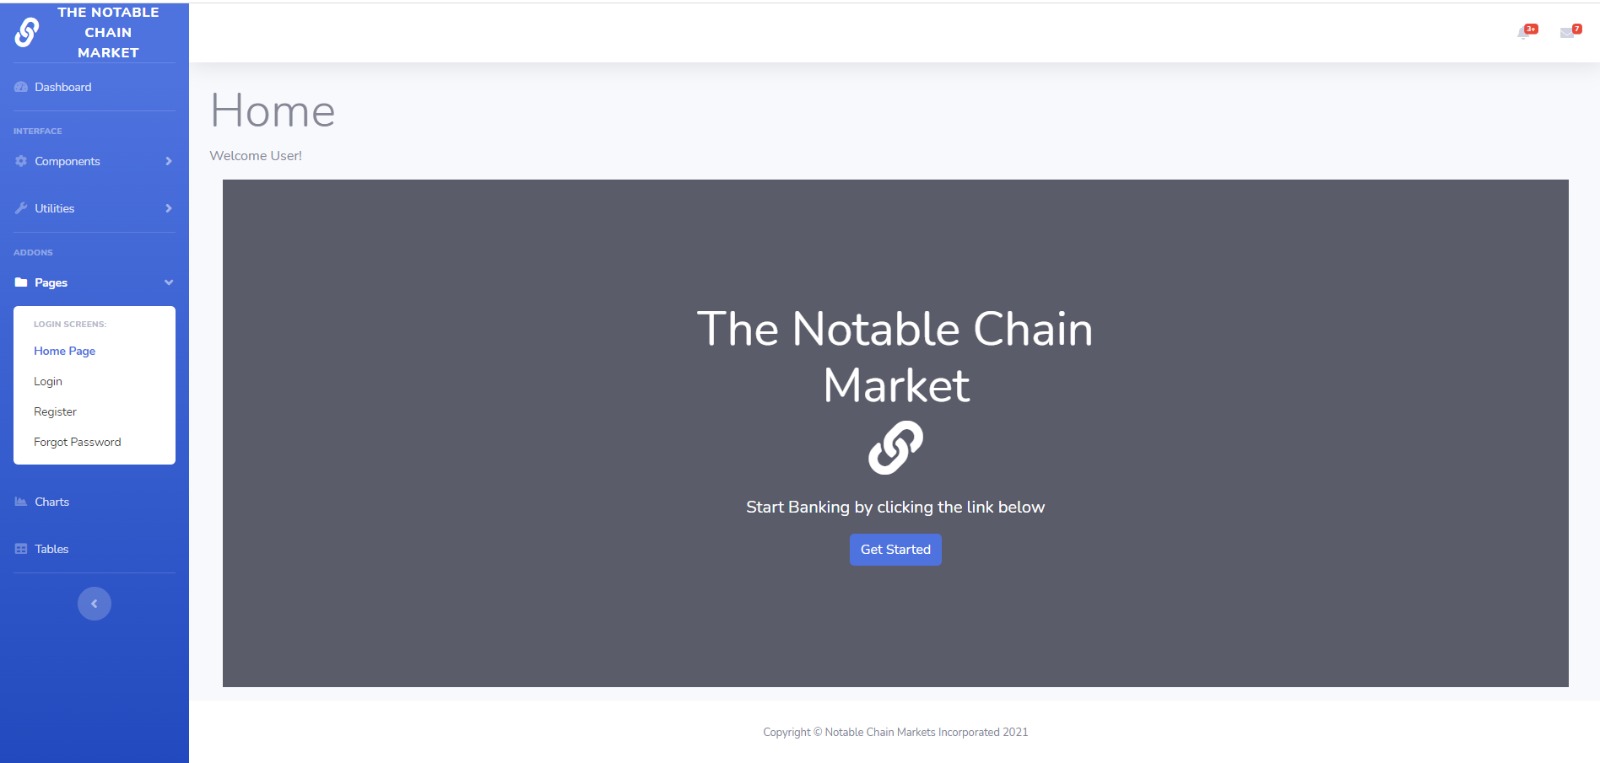 THE NOTABLE
CHAIN
MARKET
3+
7
Dashboard
INTERFACE
Components
Utilities
ADDONS
Pages
LOGIN SCREENS:
Home Page
Login
Register
Forgot Password
Charts
Tables
Home
Welcome User!
The Notable Chain
Market
Start Banking by clicking the link below
Get Started
Copyright © Notable Chain Markets Incorporated 2021